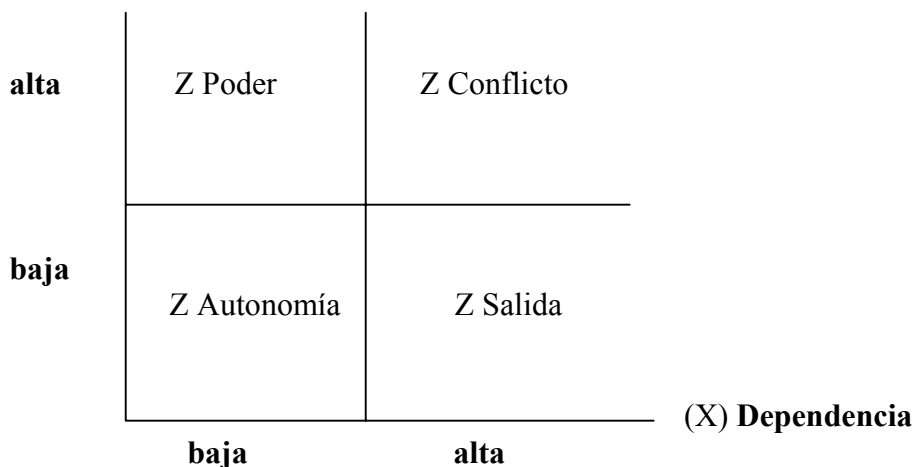 alta Z Poder Z Conflicto
baja
Z Autonomía Z Salida
(X) Dependencia
baja alta